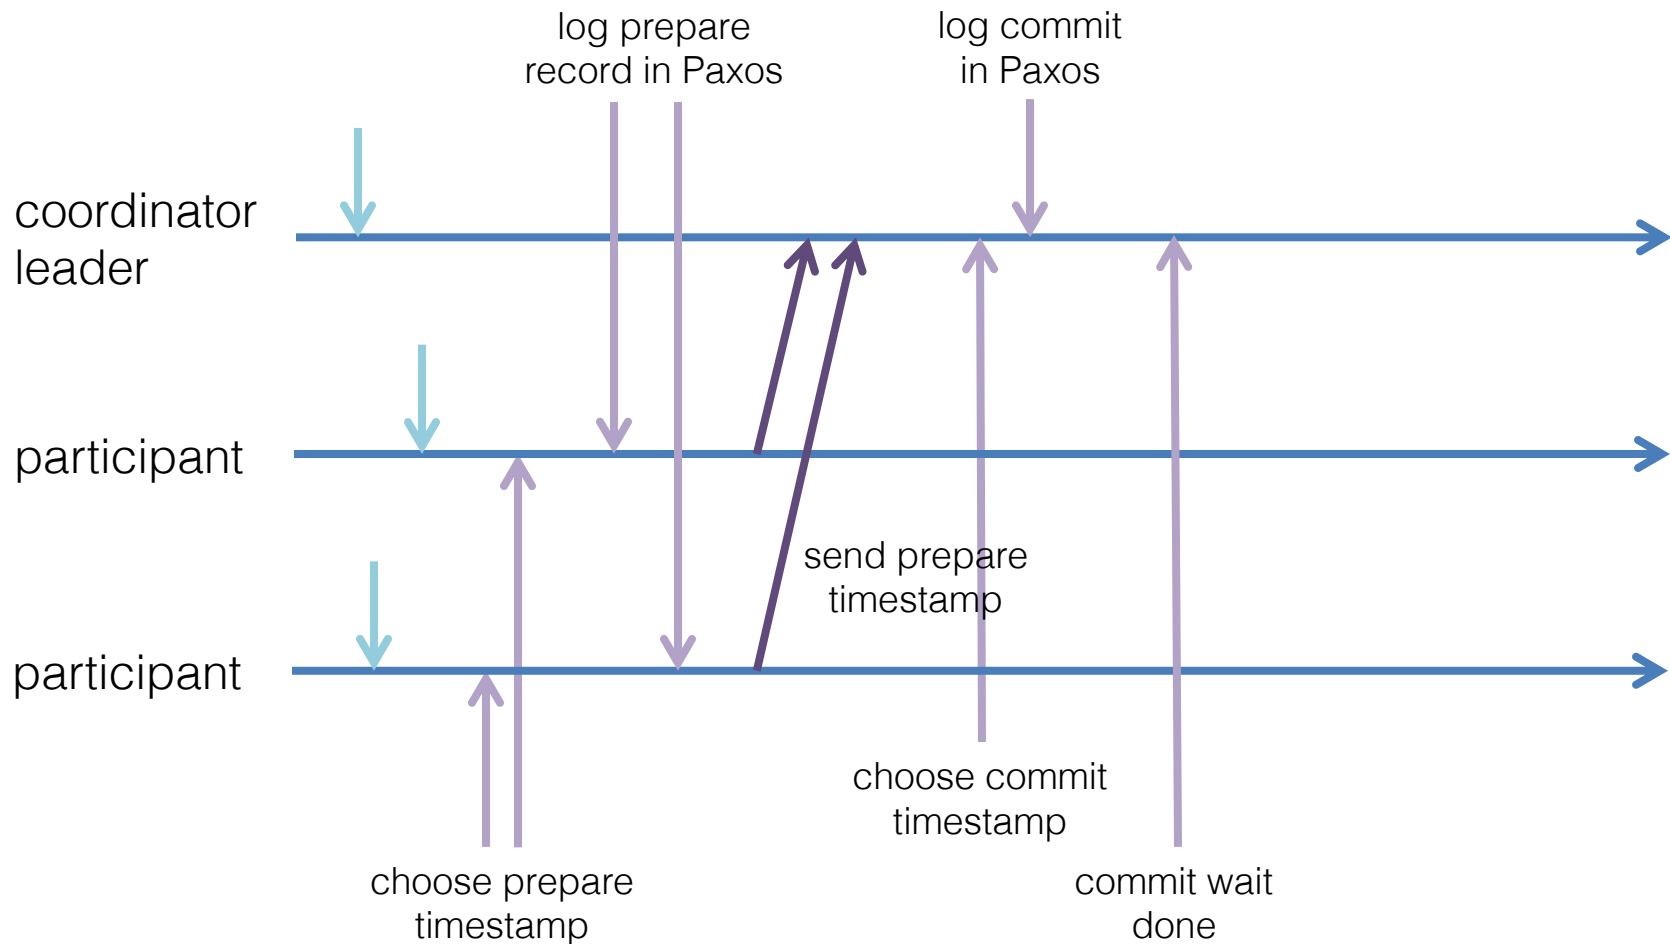 log prepare
record in Paxos
log commit
in Paxos
coordinator
leader
participant
send prepare
timestamp
participant
choose commit
timestamp
choose prepare
timestamp
commit wait
done